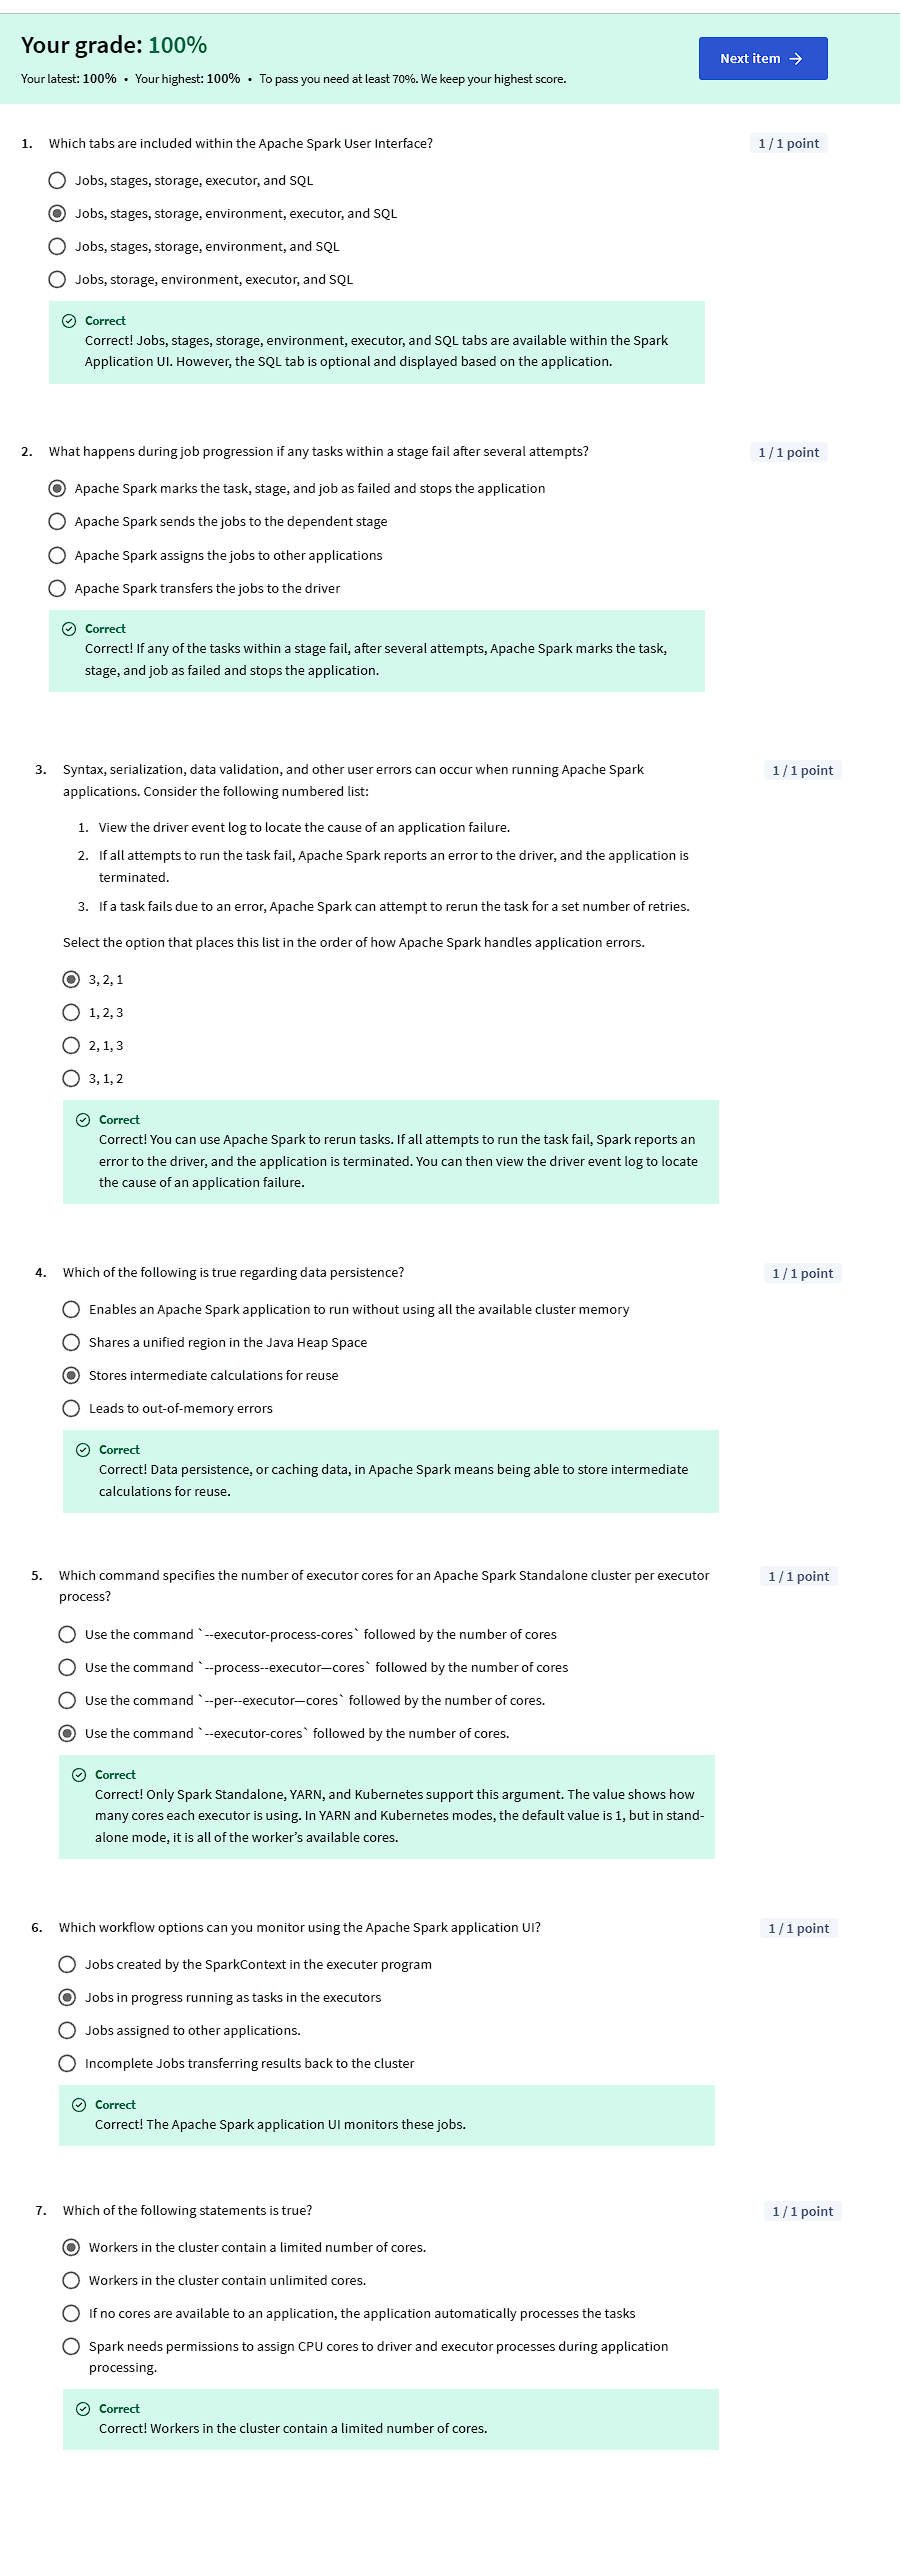 Your grade: 100%
Your latest: 100% • Your highest: 100% • To pass you need at least 70%. We keep your highest score.
Next item →
1. Which tabs are included within the Apache Spark User Interface?
1 / 1 point
Jobs, stages, storage, executor, and SQL
Jobs, stages, storage, environment, executor, and SQL
Jobs, stages, storage, environment, and SQL
Jobs, storage, environment, executor, and SQL
Correct
Correct! Jobs, stages, storage, environment, executor, and SQL tabs are available within the Spark
Application UI. However, the SQL tab is optional and displayed based on the application.
2. What happens during job progression if any tasks within a stage fail after several attempts?
1 / 1 point
Apache Spark marks the task, stage, and job as failed and stops the application
Apache Spark sends the jobs to the dependent stage
Apache Spark assigns the jobs to other applications
Apache Spark transfers the jobs to the driver
Correct
Correct! If any of the tasks within a stage fail, after several attempts, Apache Spark marks the task,
stage, and job as failed and stops the application.
3. Syntax, serialization, data validation, and other user errors can occur when running Apache Spark
applications. Consider the following numbered list:
1 / 1 point
1. View the driver event log to locate the cause of an application failure.
2. If all attempts to run the task fail, Apache Spark reports an error to the driver, and the application is
terminated.
3. If a task fails due to an error, Apache Spark can attempt to rerun the task for a set number of retries.
Select the option that places this list in the order of how Apache Spark handles application errors.
3, 2, 1
1, 2, 3
2, 1, 3
3, 1, 2
Correct
Correct! You can use Apache Spark to rerun tasks. If all attempts to run the task fail, Spark reports an
error to the driver, and the application is terminated. You can then view the driver event log to locate
the cause of an application failure.
4. Which of the following is true regarding data persistence?
1 / 1 point
Enables an Apache Spark application to run without using all the available cluster memory
Shares a unified region in the Java Heap Space
Stores intermediate calculations for reuse
Leads to out-of-memory errors
Correct
Correct! Data persistence, or caching data, in Apache Spark means being able to store intermediate
calculations for reuse.
5. Which command specifies the number of executor cores for an Apache Spark Standalone cluster per executor
process?
1 / 1 point
Use the command `--executor-process-cores` followed by the number of cores
Use the command `--process--executor—cores` followed by the number of cores
Use the command `--per--executor—cores` followed by the number of cores.
Use the command `--executor-cores` followed by the number of cores.
Correct
Correct! Only Spark Standalone, YARN, and Kubernetes support this argument. The value shows how
many cores each executor is using. In YARN and Kubernetes modes, the default value is 1, but in stand-
alone mode, it is all of the worker’s available cores.
6. Which workflow options can you monitor using the Apache Spark application UI?
1 / 1 point
Jobs created by the SparkContext in the executer program
Jobs in progress running as tasks in the executors
Jobs assigned to other applications.
Incomplete Jobs transferring results back to the cluster
Correct
Correct! The Apache Spark application UI monitors these jobs.
7. Which of the following statements is true?
1 / 1 point
Workers in the cluster contain a limited number of cores.
Workers in the cluster contain unlimited cores.
If no cores are available to an application, the application automatically processes the tasks
Spark needs permissions to assign CPU cores to driver and executor processes during application
processing.
Correct
Correct! Workers in the cluster contain a limited number of cores.